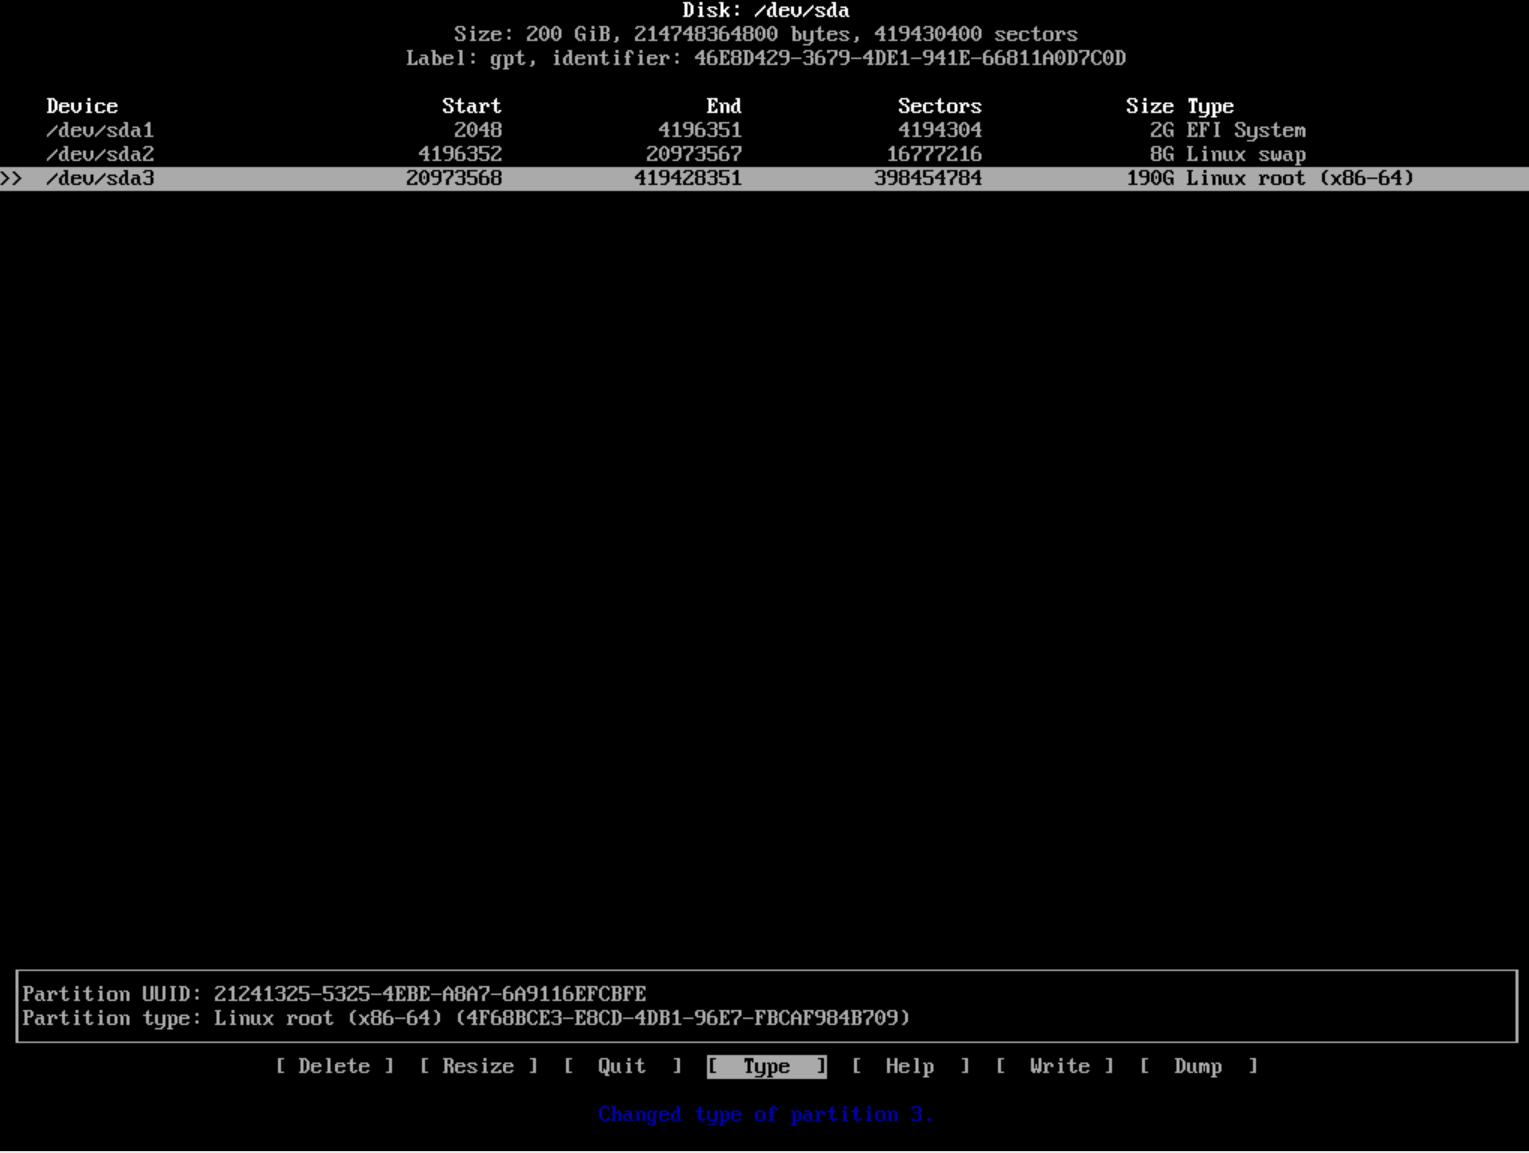 Disk: /dev/sda
Size: 200 GiB, 214748364800 bytes, 419430400 sectors
Label: gpt, identifier: 46E8D429-3679-4DE1-941E-66811A0D7C0D
Device Start End Sectors Size Type
/dev/sda1 2048 4196351 4194304 2G EFI System
/dev/sda2 4196352 20973567 16777216 8G Linux swap
>> /dev/sda3 20973568 419428351 398454784 190G Linux root (x86-64)
Partition UUID: 21241325-5325-4EBE-A8A7-6A9116EFCBFE
Partition type: Linux root (x86-64) (4F68BCE3-E8CD-4DB1-96E7-FBCAF984B709)
[ Delete ] [ Resize ] [ Quit ] [ Type ] [ Help ] [ Write ] [ Dump ]
Changed type of partition 3.